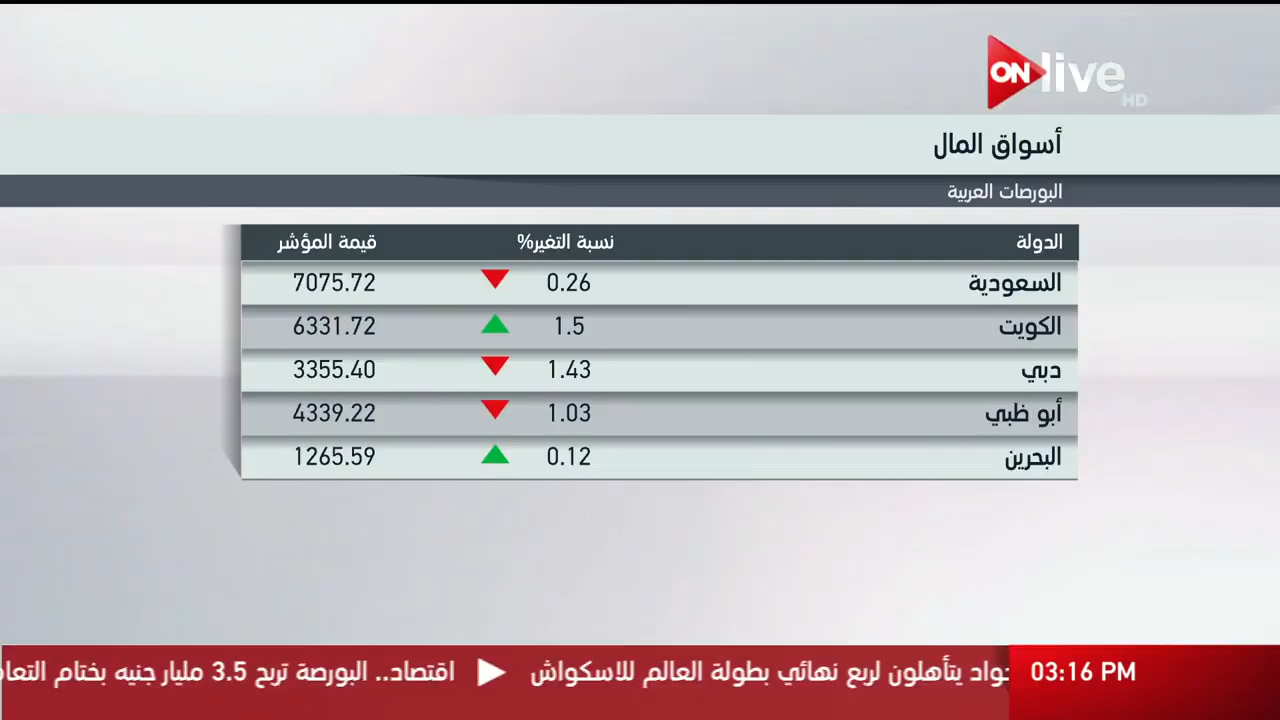 ON live
HD
أسواق المال
البورصات العربية
الدولة نسبة التغير% قيمة المؤشر
السعودية 0.26 7075.72
الكويت 1.5 6331.72
دبي 1.43 3355.40
أبو ظبي 1.03 4339.22
البحرين 0.12 1265.59
03:16 PM يتأهلون لربع نهائي بطولة العالم للاسكواش اقتصاد.. البورصة تربح 3.5 مليار جنيه بختام